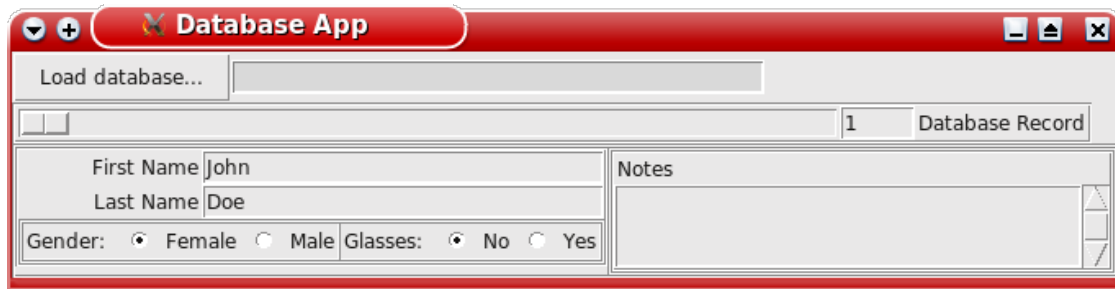 Database App
Load database...
1 Database Record
First Name John
Last Name Doe
Gender: Female Male Glasses: No Yes
Notes